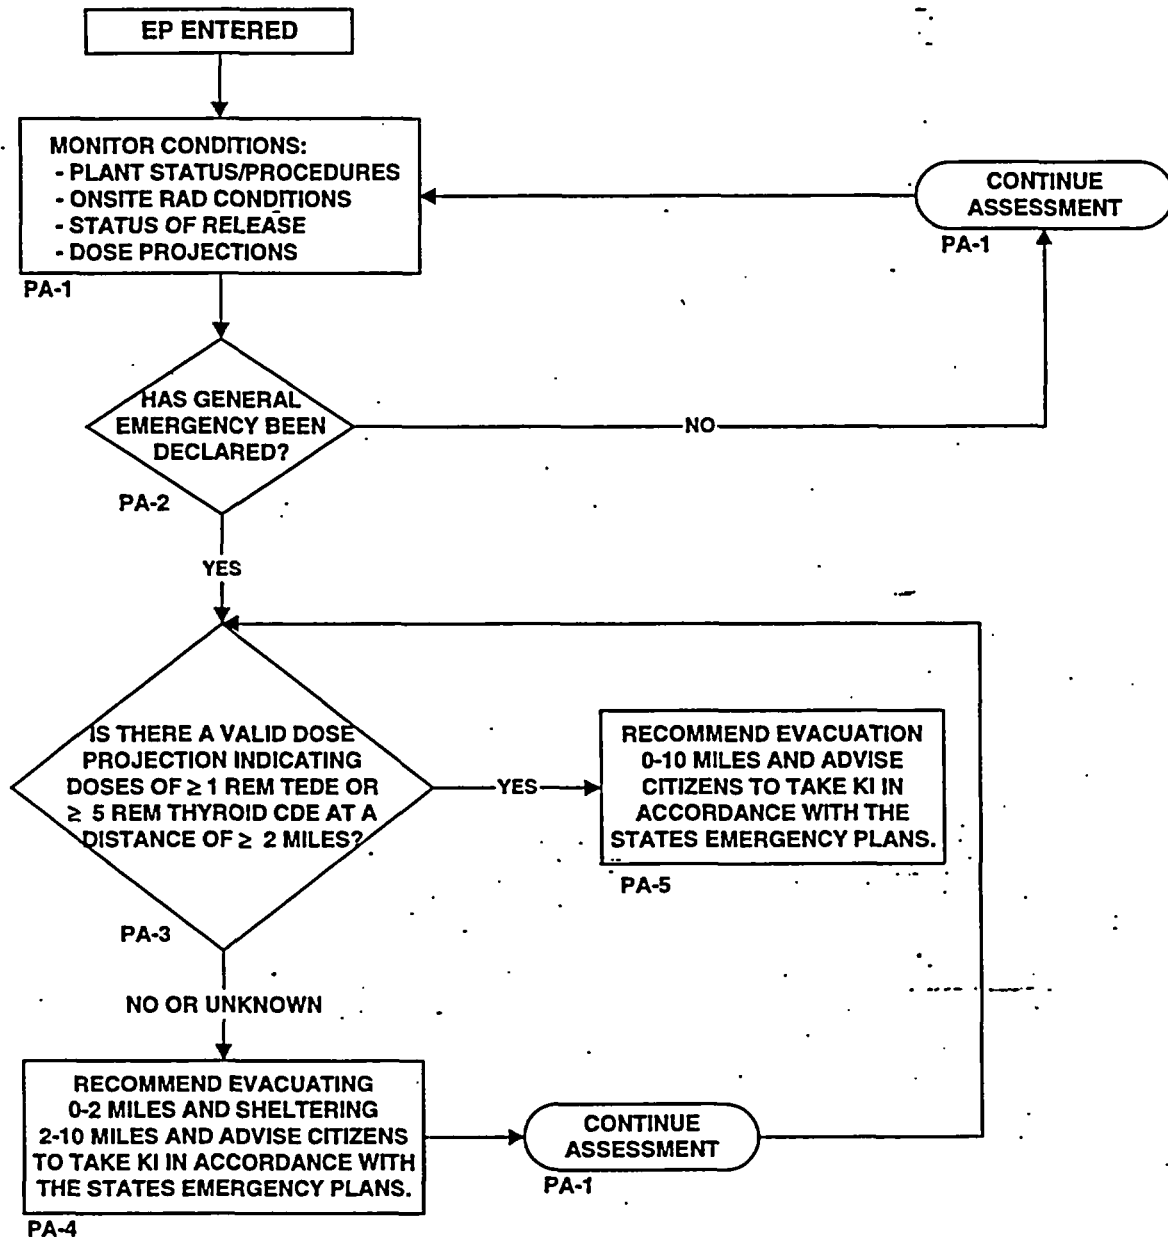 EP ENTERED
MONITOR CONDITIONS:
- PLANT STATUS/PROCEDURES
- ONSITE RAD CONDITIONS
- STATUS OF RELEASE
- DOSE PROJECTIONS
PA-1
CONTINUE
ASSESSMENT
PA-1
HAS GENERAL
EMERGENCY BEEN
DECLARED?
PA-2
NO
YES
IS THERE A VALID DOSE
PROJECTION INDICATING
DOSES OF ≥ 1 REM TEDE OR
≥ 5 REM THYROID CDE AT A
DISTANCE OF ≥ 2 MILES?
PA-3
YES
RECOMMEND EVACUATION
0-10 MILES AND ADVISE
CITIZENS TO TAKE KI IN
ACCORDANCE WITH THE
STATES EMERGENCY PLANS.
PA-5
NO OR UNKNOWN
RECOMMEND EVACUATING
0-2 MILES AND SHELTERING
2-10 MILES AND ADVISE CITIZENS
TO TAKE KI IN ACCORDANCE WITH
THE STATES EMERGENCY PLANS.
PA-4
CONTINUE
ASSESSMENT
PA-1